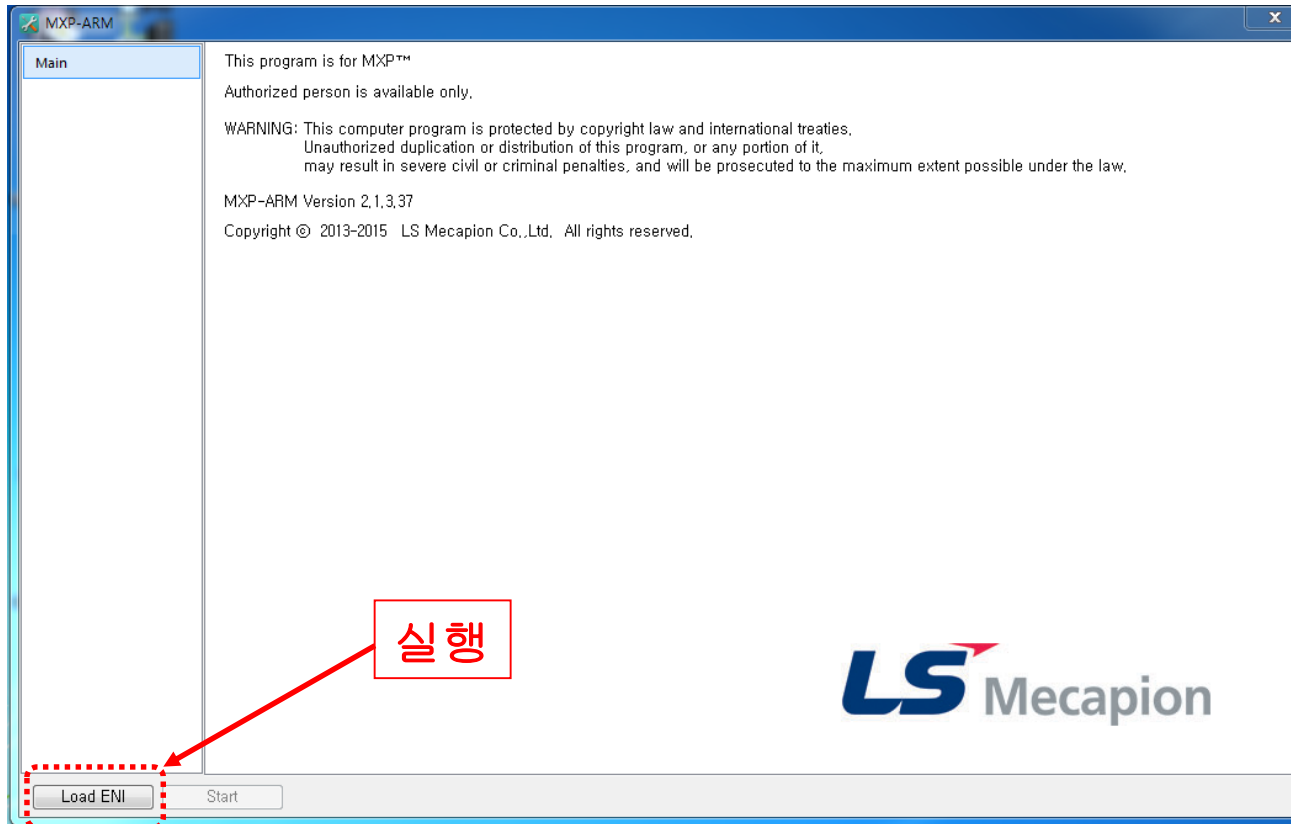 MXP-ARM
Main
This program is for MXP™
Authorized person is available only.
WARNING: This computer program is protected by copyright law and international treaties.
Unauthorized duplication or distribution of this program, or any portion of it,
may result in severe civil or criminal penalties, and will be prosecuted to the maximum extent possible under the law.
MXP-ARM Version 2.1.3.37
Copyright © 2013-2015 LS Mecapion Co.,Ltd. All rights reserved.
실행
LS Mecapion
Load ENI
Start